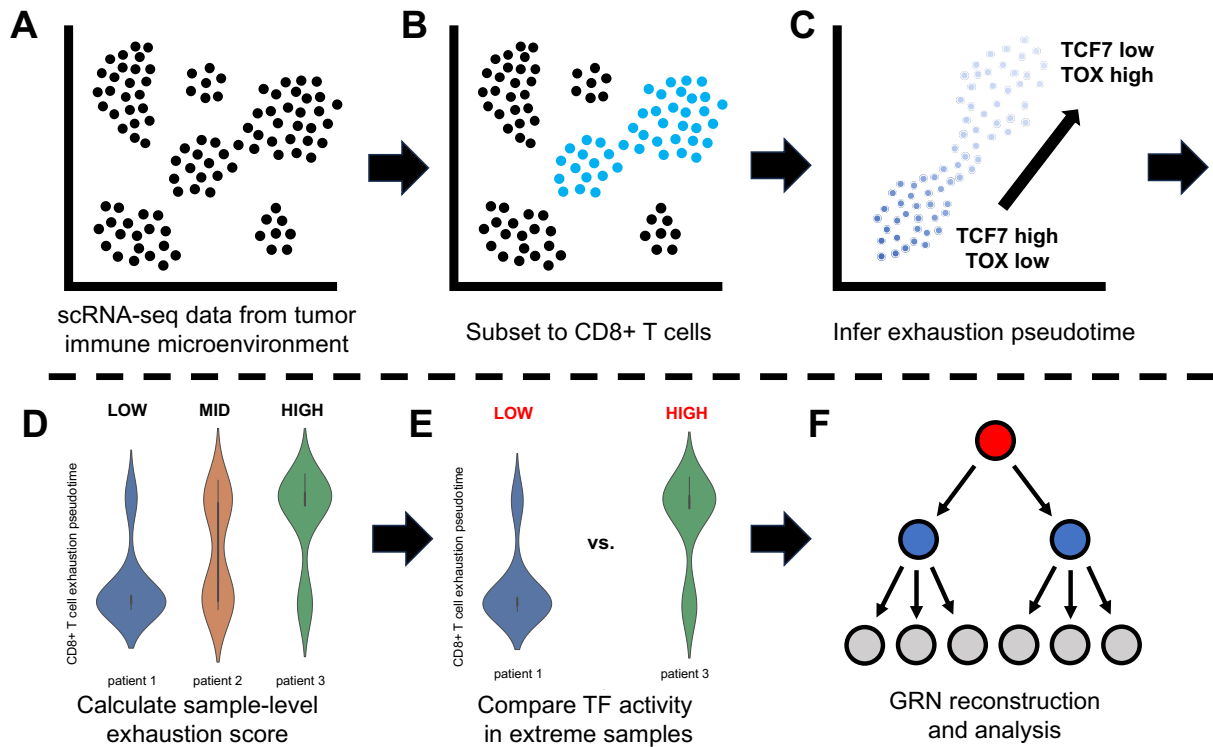 A
B
C
TCF7 low
TOX high
TCF7 high
TOX low
scRNA-seq data from tumor
immune microenvironment
Subset to CD8+ T cells
Infer exhaustion pseudotime
D
LOW
MID
HIGH
CD8+ T cell exhaustion pseudotime
patient 1
patient 2
patient 3
Calculate sample-level
exhaustion score
E
LOW
HIGH
CD8+ T cell exhaustion pseudotime
vs.
patient 1
patient 3
Compare TF activity
in extreme samples
F
GRN reconstruction
and analysis